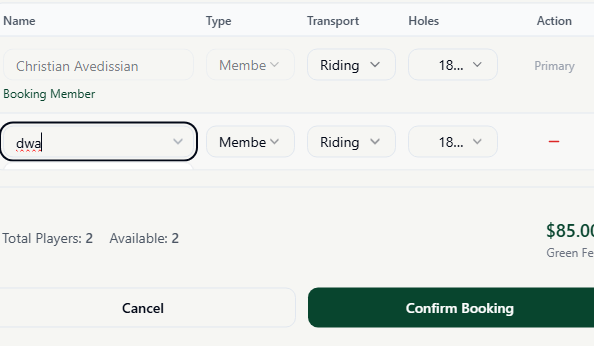 Name Type Transport Holes Action
Christian Avedissian Membe Riding 18... Primary
Booking Member
dwa Membe Riding 18... −
Total Players: 2 Available: 2 $85.00
Green Fe
Cancel Confirm Booking